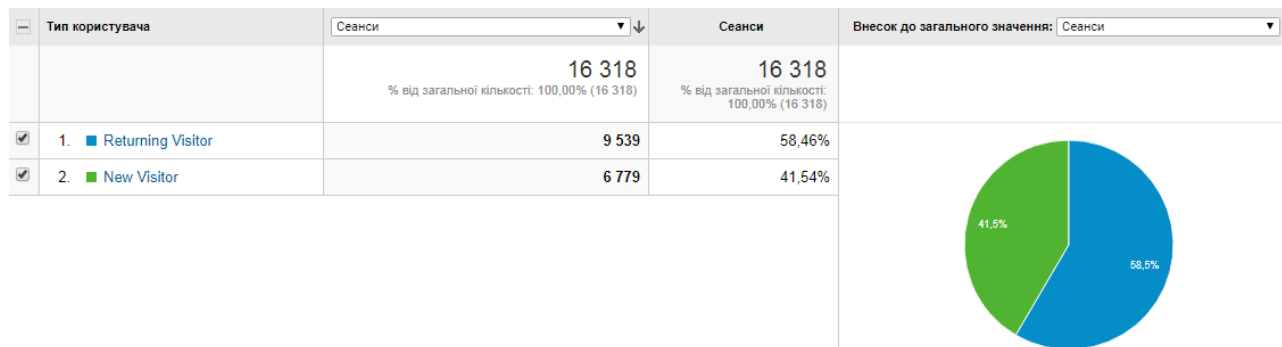 Тип користувача
Сеанси
Сеанси
Внесок до загального значення: Сеанси
16 318
% від загальної кількості: 100,00% (16 318)
16 318
% від загальної кількості:
100,00% (16 318)
1. Returning Visitor 9 539 58,46%
2. New Visitor 6 779 41,54%
41,5%
58,5%